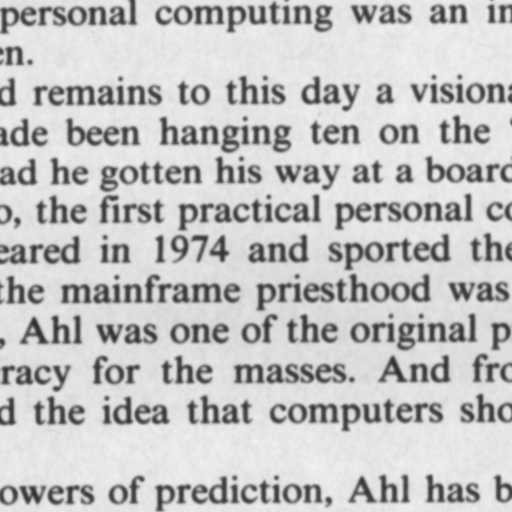 personal computing was an in
en.
d remains to this day a visiona
ade been hanging ten on the "
ad he gotten his way at a board
o, the first practical personal co
eared in 1974 and sported the
the mainframe priesthood was
, Ahl was one of the original p
racy for the masses. And fro
d the idea that computers sho
owers of prediction, Ahl has b